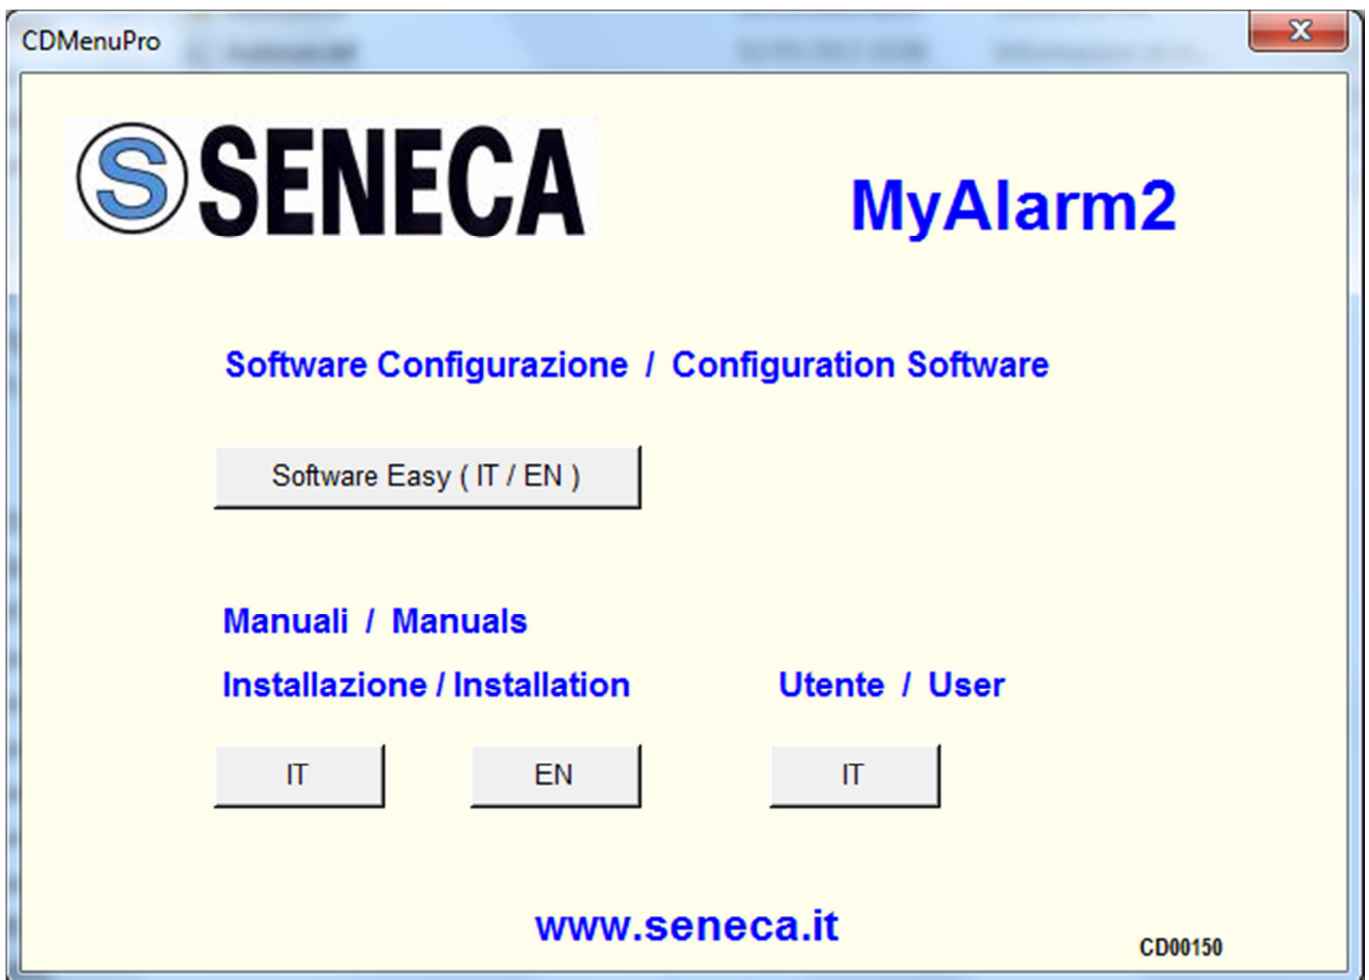 CDMenuPro
S SENECA
MyAlarm2
Software Configurazione / Configuration Software
Software Easy ( IT / EN )
Manuali / Manuals
Installazione / Installation Utente / User
IT EN IT
www.seneca.it
CD00150